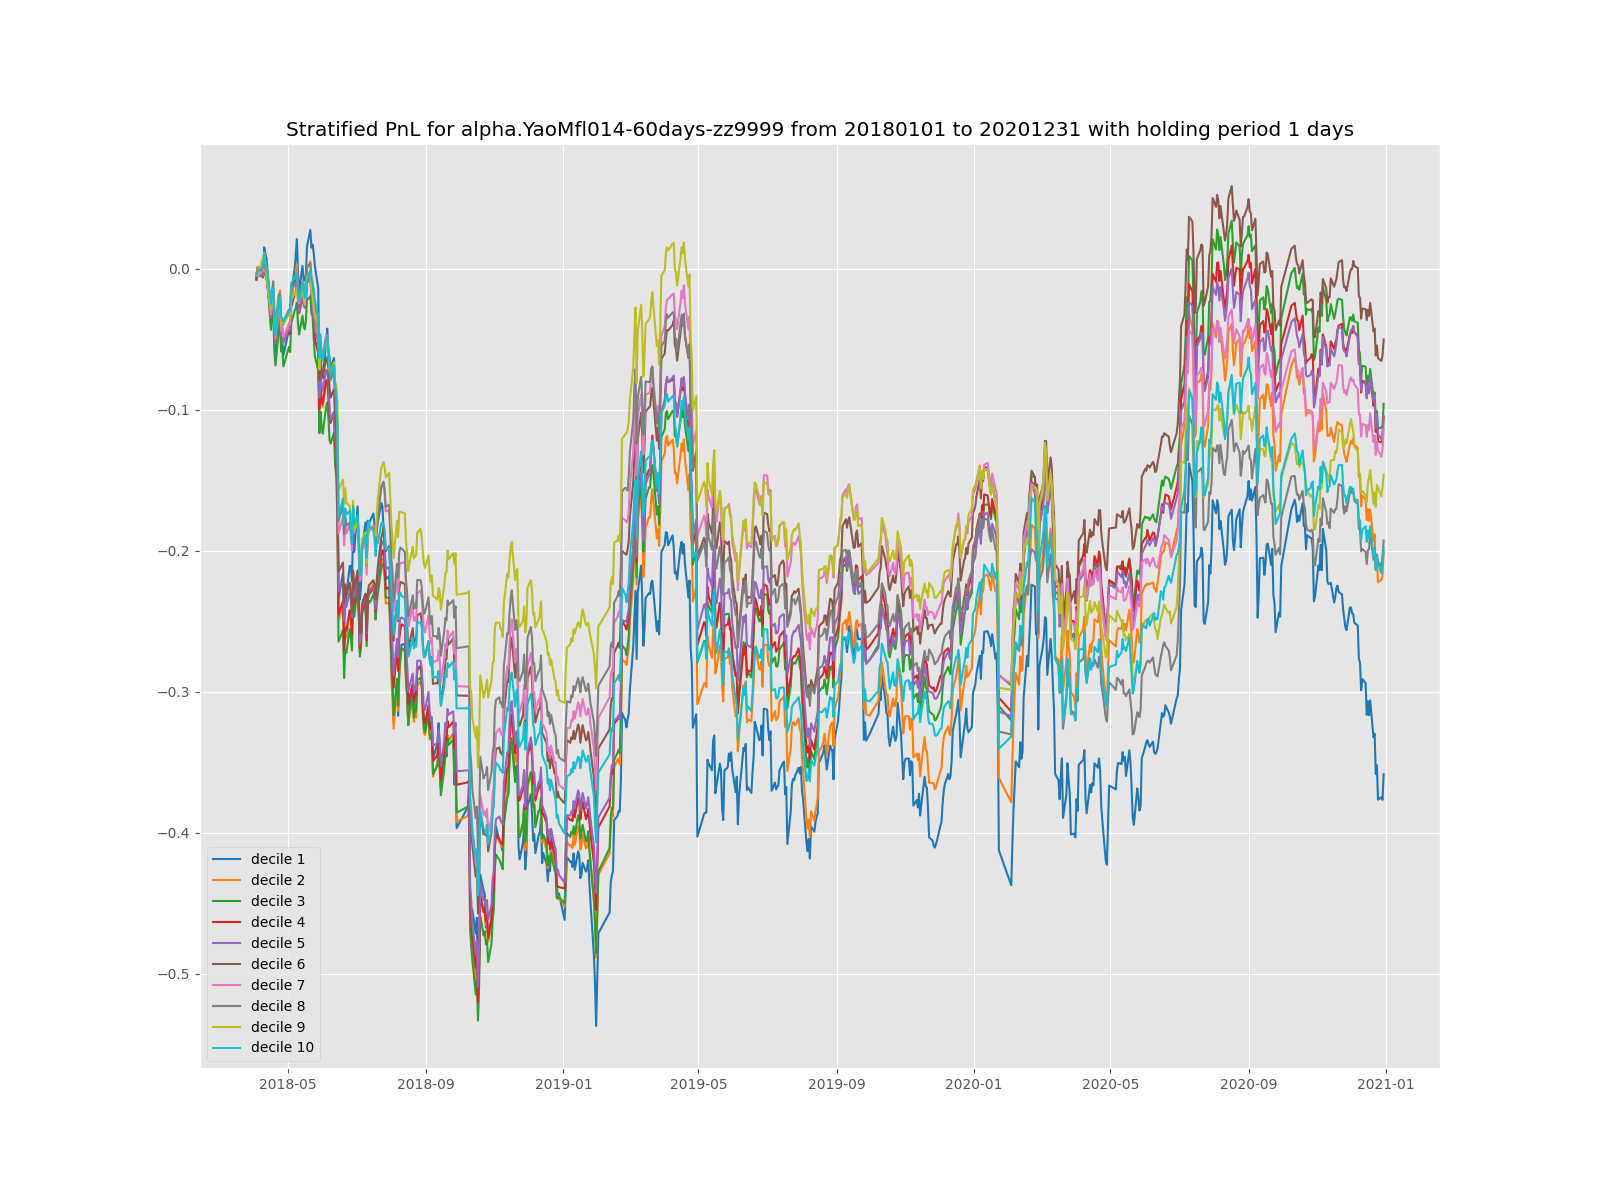 Stratified PnL for alpha.YaoMfl014-60days-zz9999 from 20180101 to 20201231 with holding period 1 days
0.0
−0.1
−0.2
−0.3
−0.4
−0.5
decile 1
decile 2
decile 3
decile 4
decile 5
decile 6
decile 7
decile 8
decile 9
decile 10
2018-05 2018-09 2019-01 2019-05 2019-09 2020-01 2020-05 2020-09 2021-01